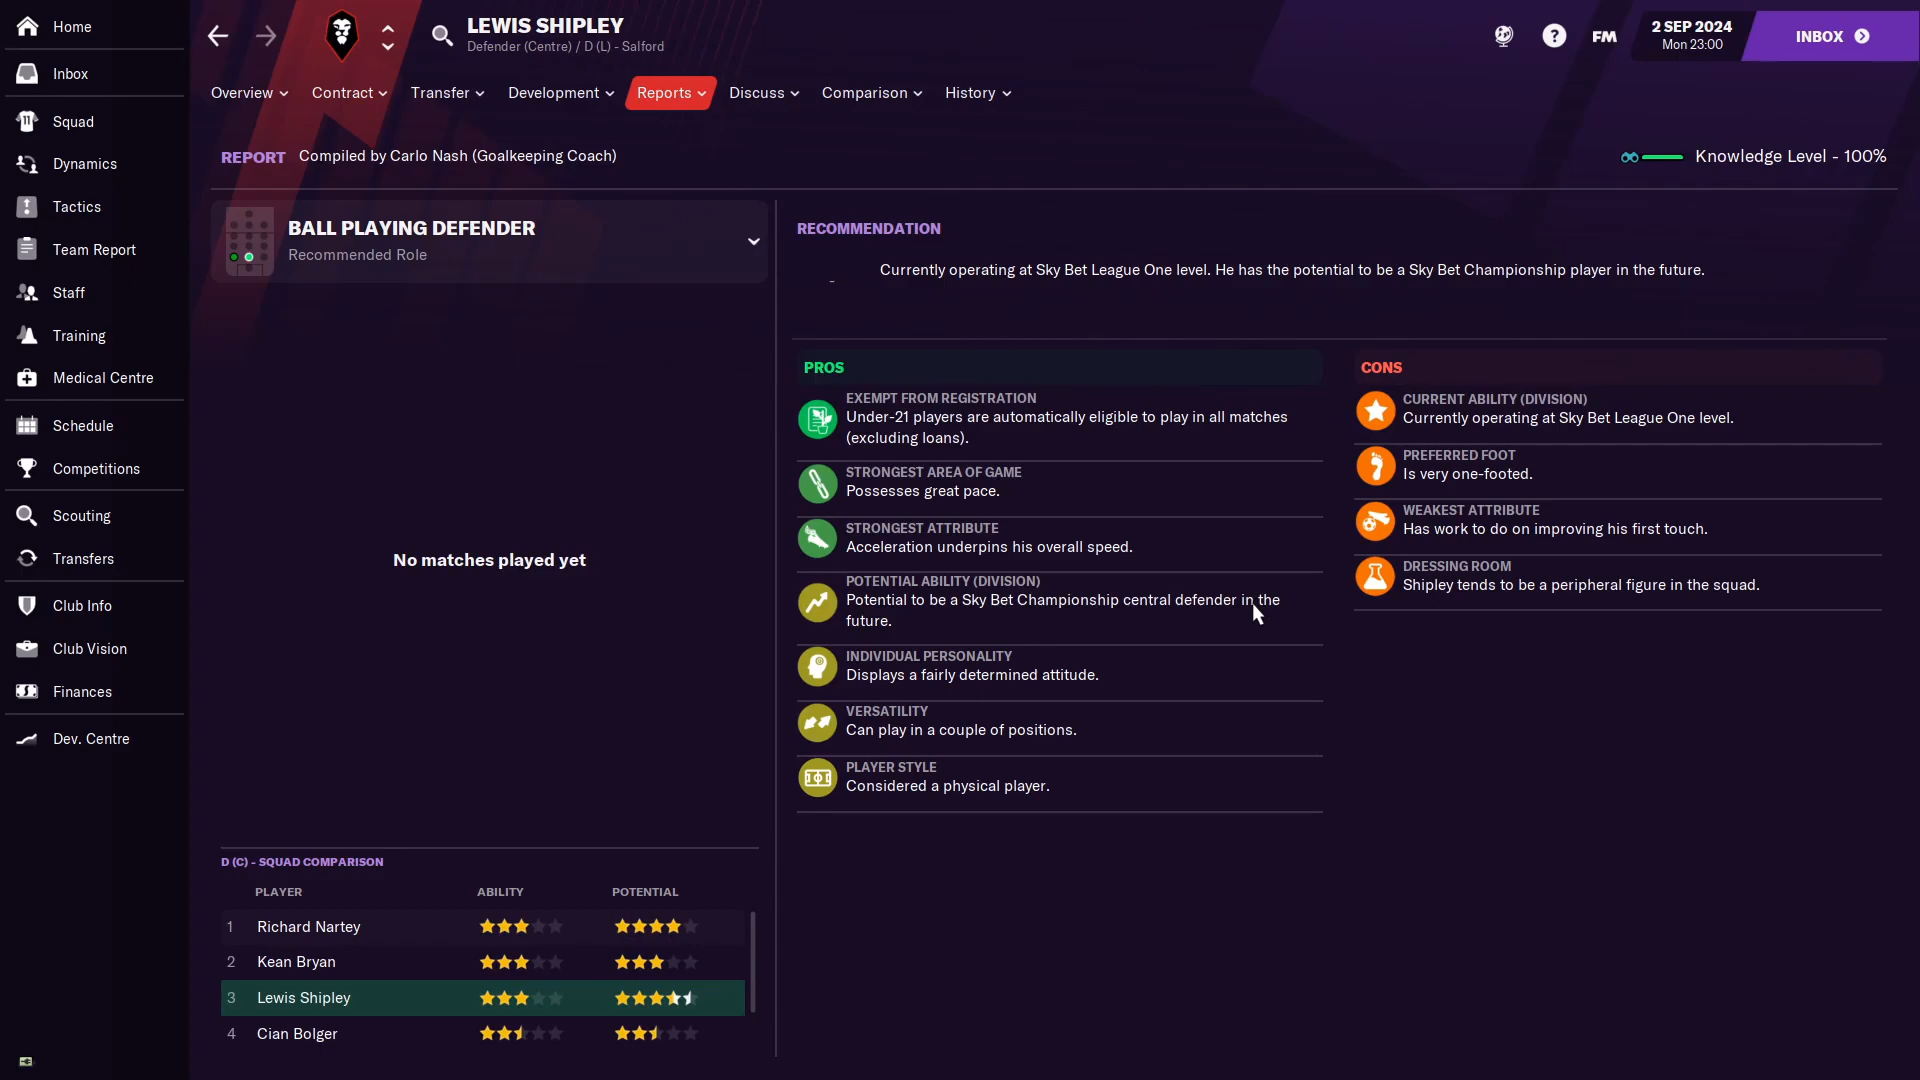 Home
Inbox
Squad
Dynamics
Tactics
Team Report
Staff
Training
Medical Centre
Schedule
Competitions
Scouting
Transfers
Club Info
Club Vision
Finances
Dev. Centre
LEWIS SHIPLEY
Defender (Centre) / D (L) - Salford
FM
2 SEP 2024
Mon 23:00
INBOX
Overview
Contract
Transfer
Development
Reports
Discuss
Comparison
History
REPORT Compiled by Carlo Nash (Goalkeeping Coach)
Knowledge Level - 100%
BALL PLAYING DEFENDER
Recommended Role
No matches played yet
D (C) - SQUAD COMPARISON
PLAYER ABILITY POTENTIAL
1 Richard Nartey
2 Kean Bryan
3 Lewis Shipley
4 Cian Bolger
RECOMMENDATION
-
Currently operating at Sky Bet League One level. He has the potential to be a Sky Bet Championship player in the future.
PROS
EXEMPT FROM REGISTRATION
Under-21 players are automatically eligible to play in all matches
(excluding loans).
STRONGEST AREA OF GAME
Possesses great pace.
STRONGEST ATTRIBUTE
Acceleration underpins his overall speed.
POTENTIAL ABILITY (DIVISION)
Potential to be a Sky Bet Championship central defender in the
future.
INDIVIDUAL PERSONALITY
Displays a fairly determined attitude.
VERSATILITY
Can play in a couple of positions.
PLAYER STYLE
Considered a physical player.
CONS
CURRENT ABILITY (DIVISION)
Currently operating at Sky Bet League One level.
PREFERRED FOOT
Is very one-footed.
WEAKEST ATTRIBUTE
Has work to do on improving his first touch.
DRESSING ROOM
Shipley tends to be a peripheral figure in the squad.